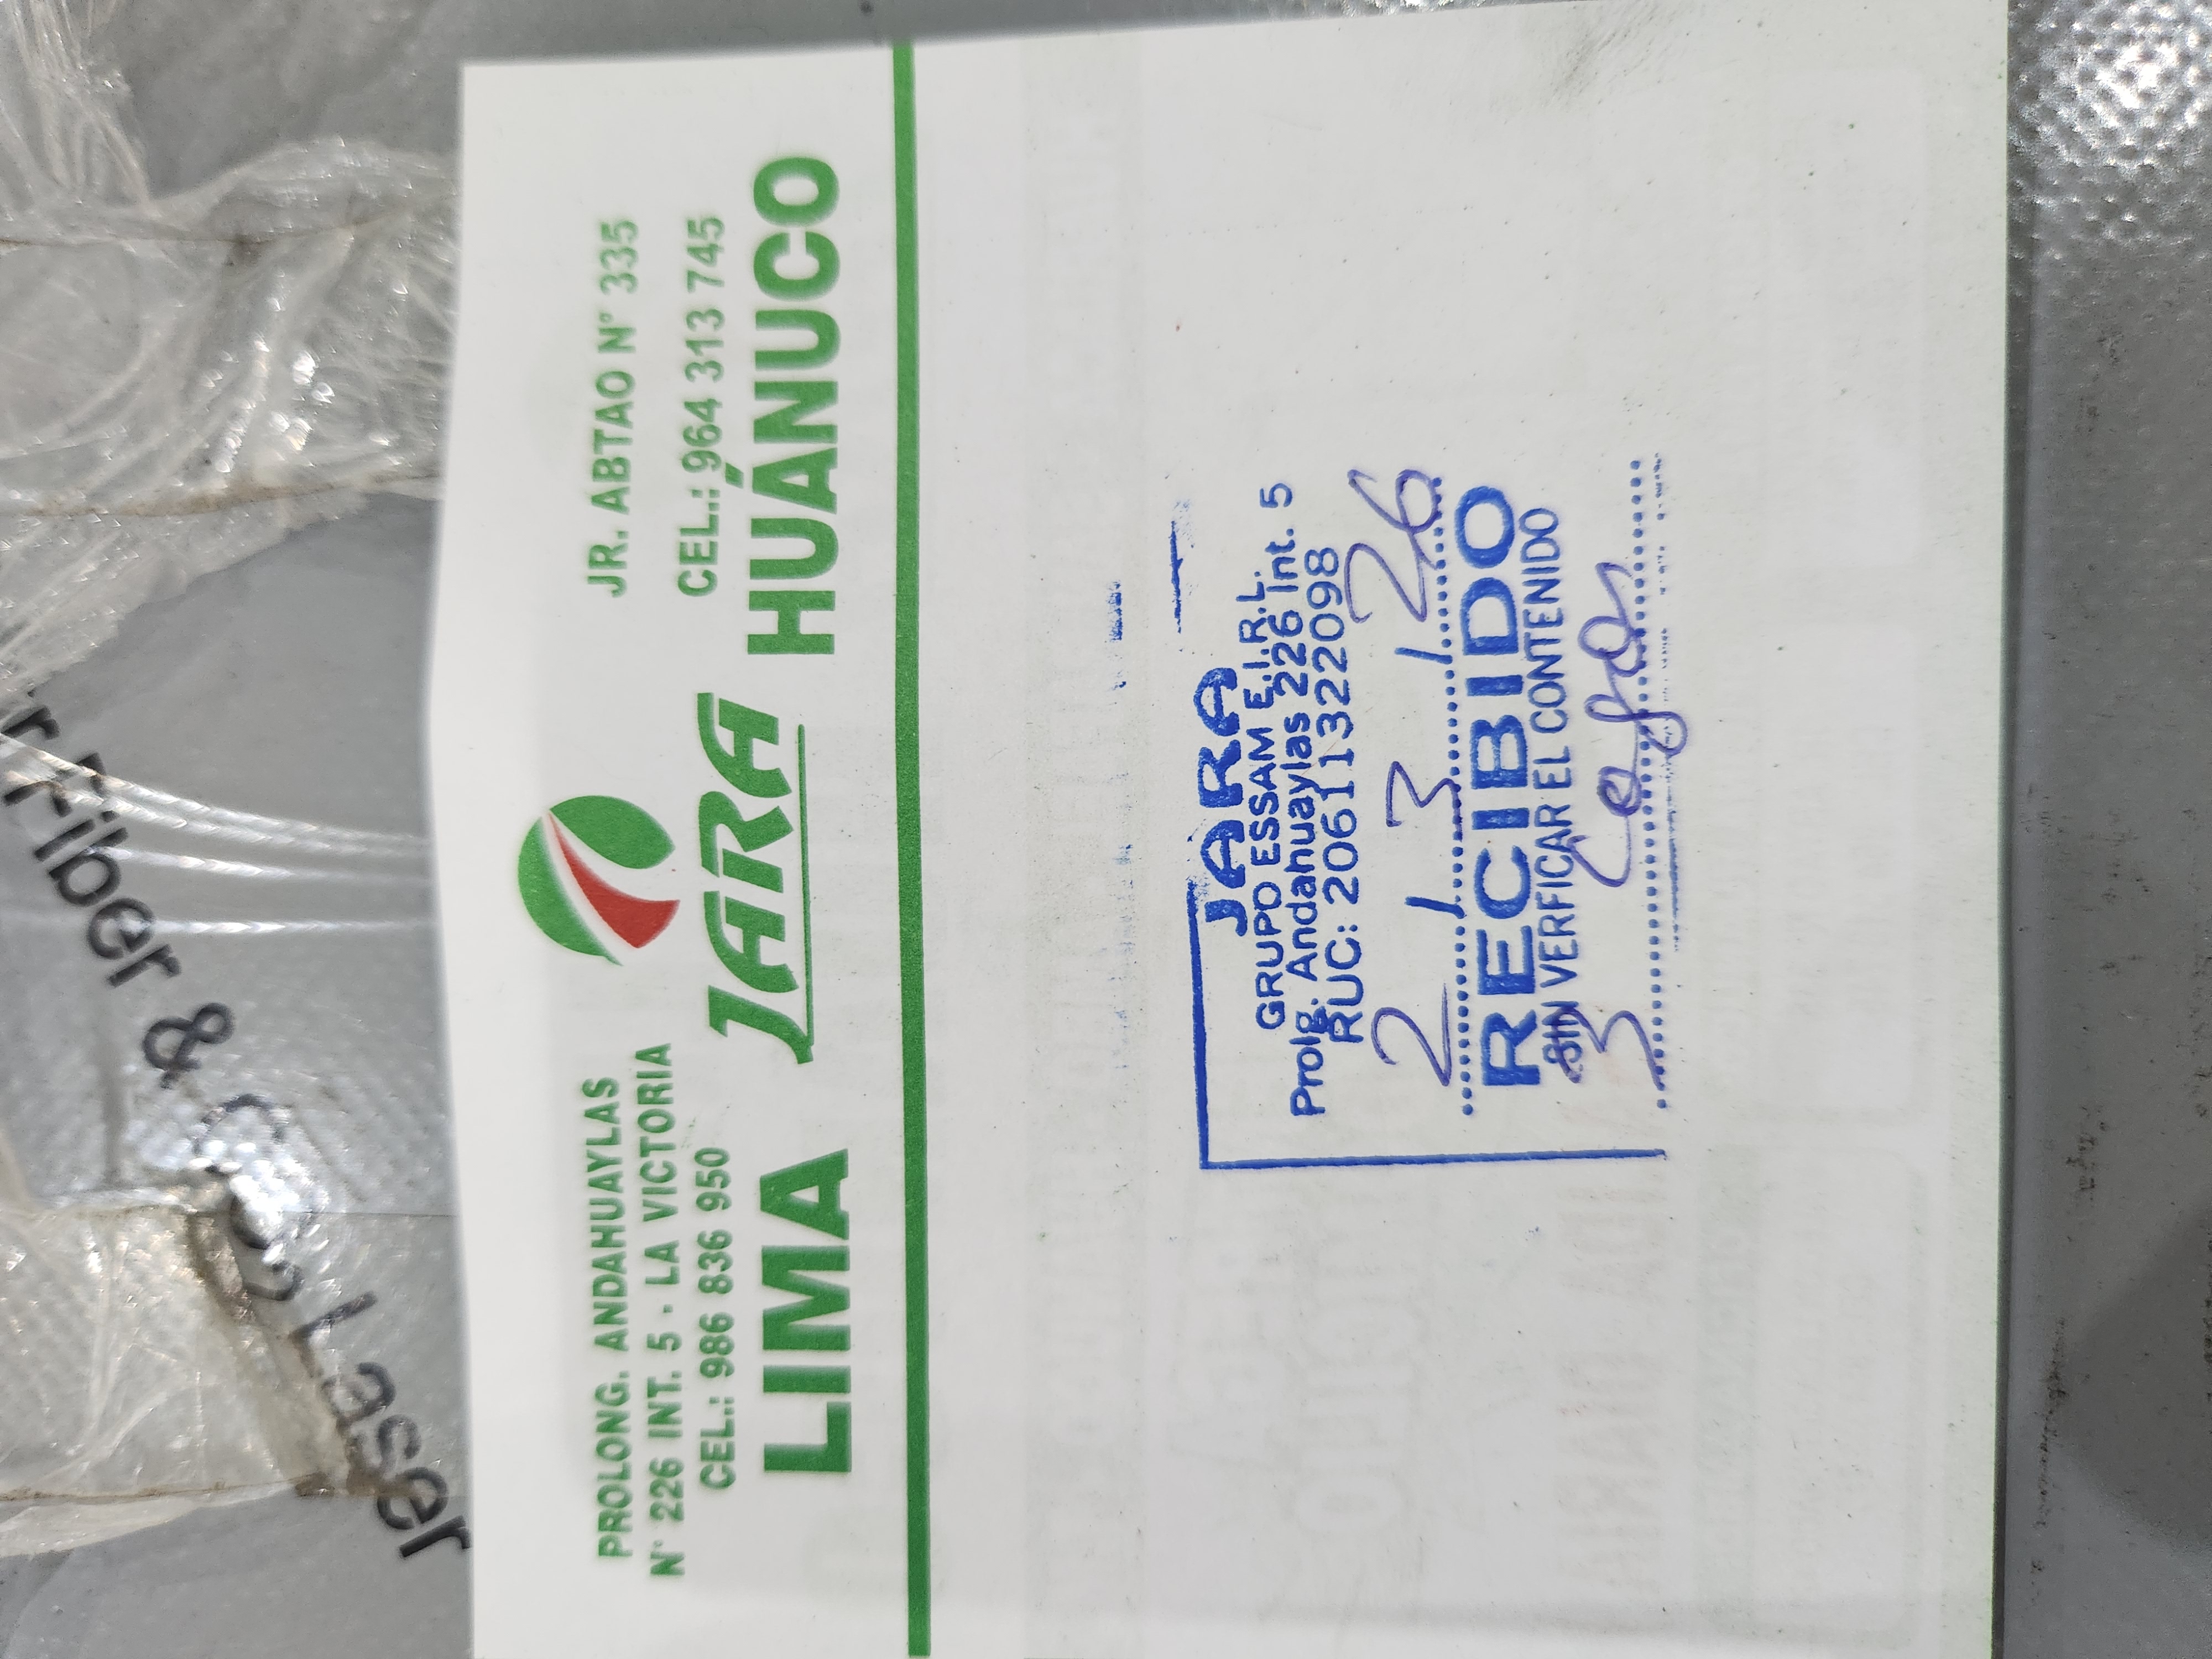 PROLONG. ANDAHUAYLAS
N° 226 INT. 5 - LA VICTORIA
CEL.: 986 836 950
LIMA
JARA
JR. ABTAO N° 335
CEL.: 964 313 745
HUÁNUCO
JARA
GRUPO ESSAM E.I.R.L.
Prolg. Andahuaylas 226 Int. 5
RUC: 20611322098
2 / 3 / 26
RECIBIDO
SIN VERFICAR EL CONTENIDO
3
r Fiber & CO2 Laser